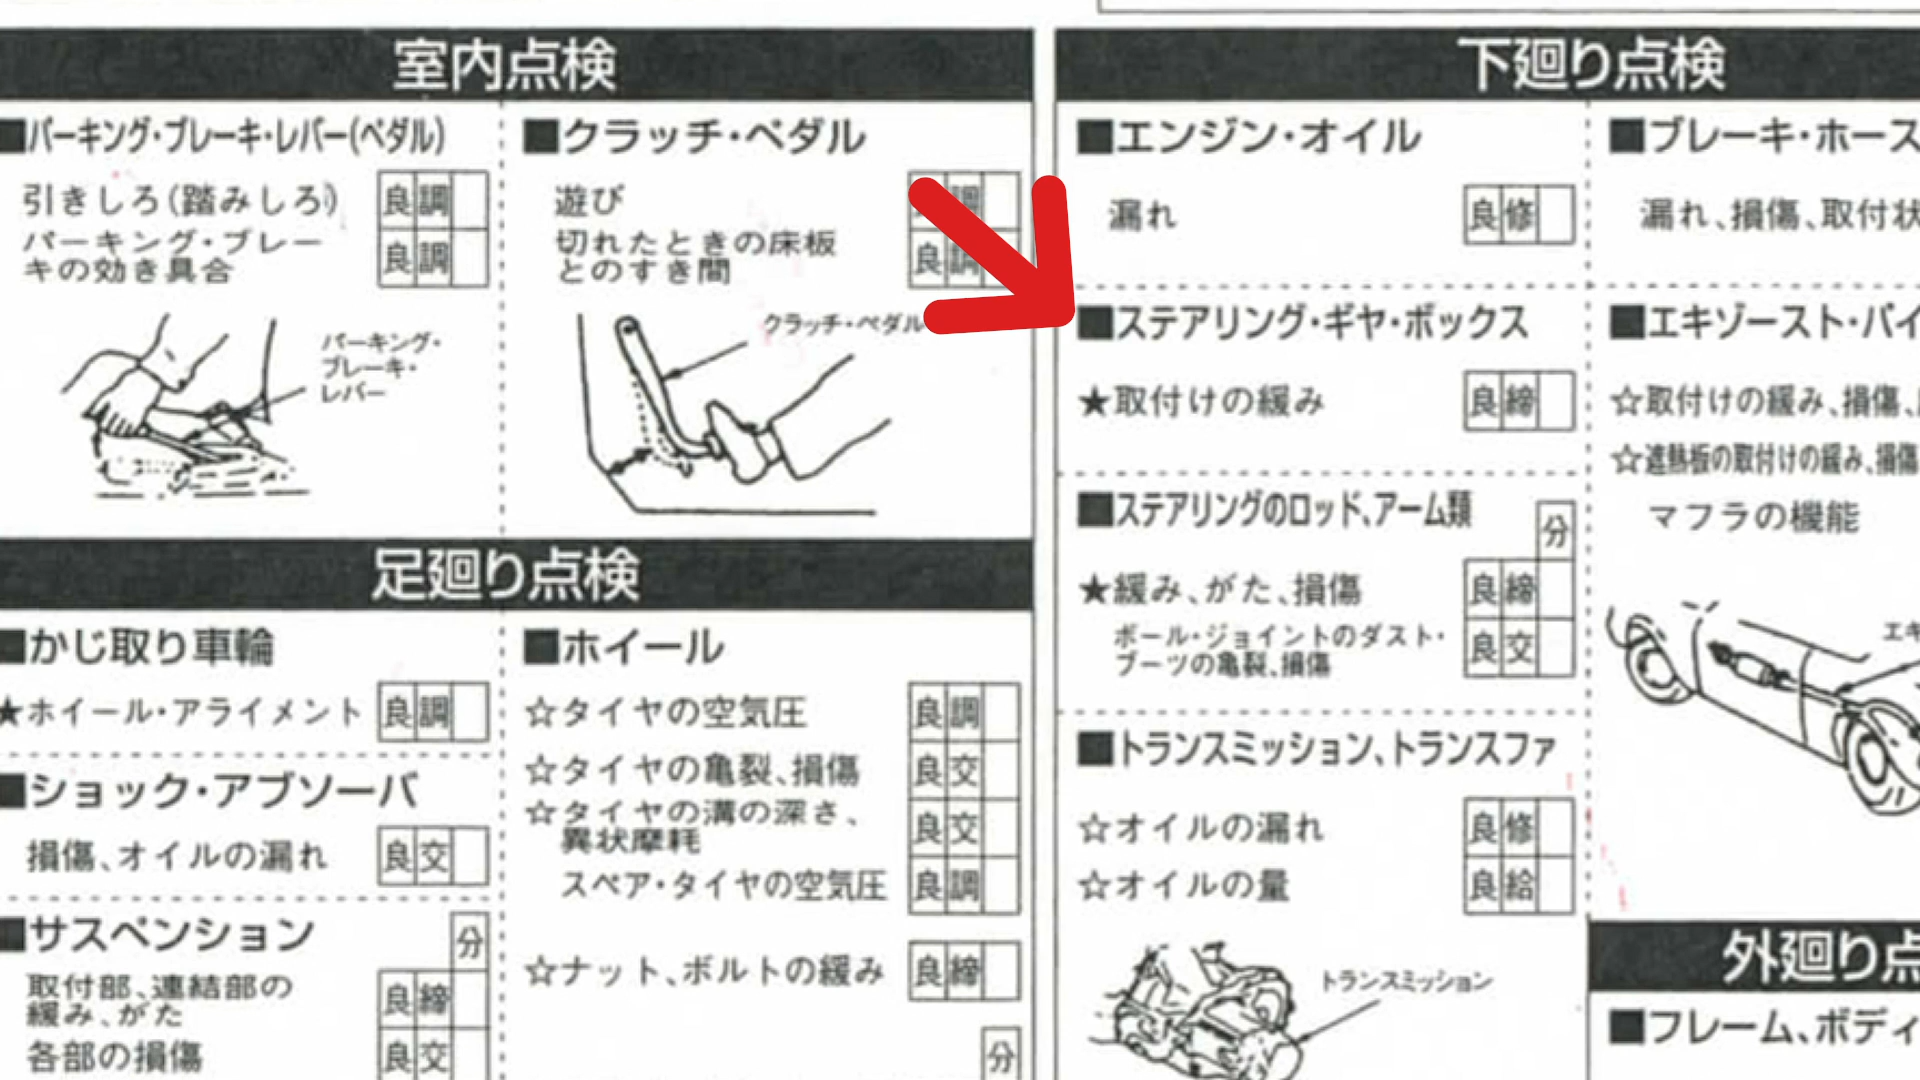 室内点検
■パーキング・ブレーキ・レバー(ペダル)
引きしろ(踏みしろ) 良 調
パーキング・ブレー
キの効き具合 良 調
パーキング・
ブレーキ・
レバー
■クラッチ・ペダル
遊び 調
切れたときの床板
とのすき間 良 調
クラッチ・ペダル
足廻り点検
■かじ取り車輪
★ホイール・アライメント 良 調
■ショック・アブソーバ
損傷、オイルの漏れ 良 交
■サスペンション
分
取付部、連結部の
緩み、がた 良 締
各部の損傷 良 交
■ホイール
☆タイヤの空気圧 良 調
☆タイヤの亀裂、損傷 良 交
☆タイヤの溝の深さ、
異状摩耗 良 交
スペア・タイヤの空気圧 良 調
☆ナット、ボルトの緩み 良 締
分
下廻り点検
■エンジン・オイル
漏れ 良 修
■ステアリング・ギヤ・ボックス
★取付けの緩み 良 締
■ステアリングのロッド、アーム類
分
★緩み、がた、損傷 良 締
ボール・ジョイントのダスト・
ブーツの亀裂、損傷 良 交
■トランスミッション、トランスファ
☆オイルの漏れ 良 修
☆オイルの量 良 給
トランスミッション
■ブレーキ・ホース
漏れ、損傷、取付状
■エキゾースト・パイ
☆取付けの緩み、損傷、
☆遮熱板の取付けの緩み、損傷
マフラの機能
エキ
外廻り点
■フレーム、ボディ